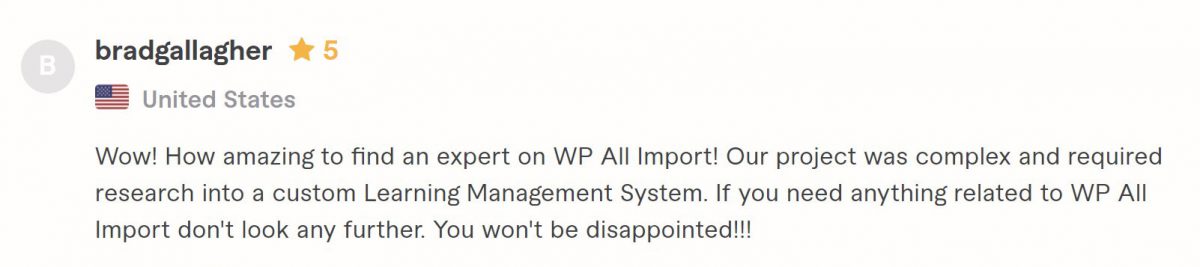 B
bradgallagher 5
United States
Wow! How amazing to find an expert on WP All Import! Our project was complex and required
research into a custom Learning Management System. If you need anything related to WP All
Import don't look any further. You won't be disappointed!!!